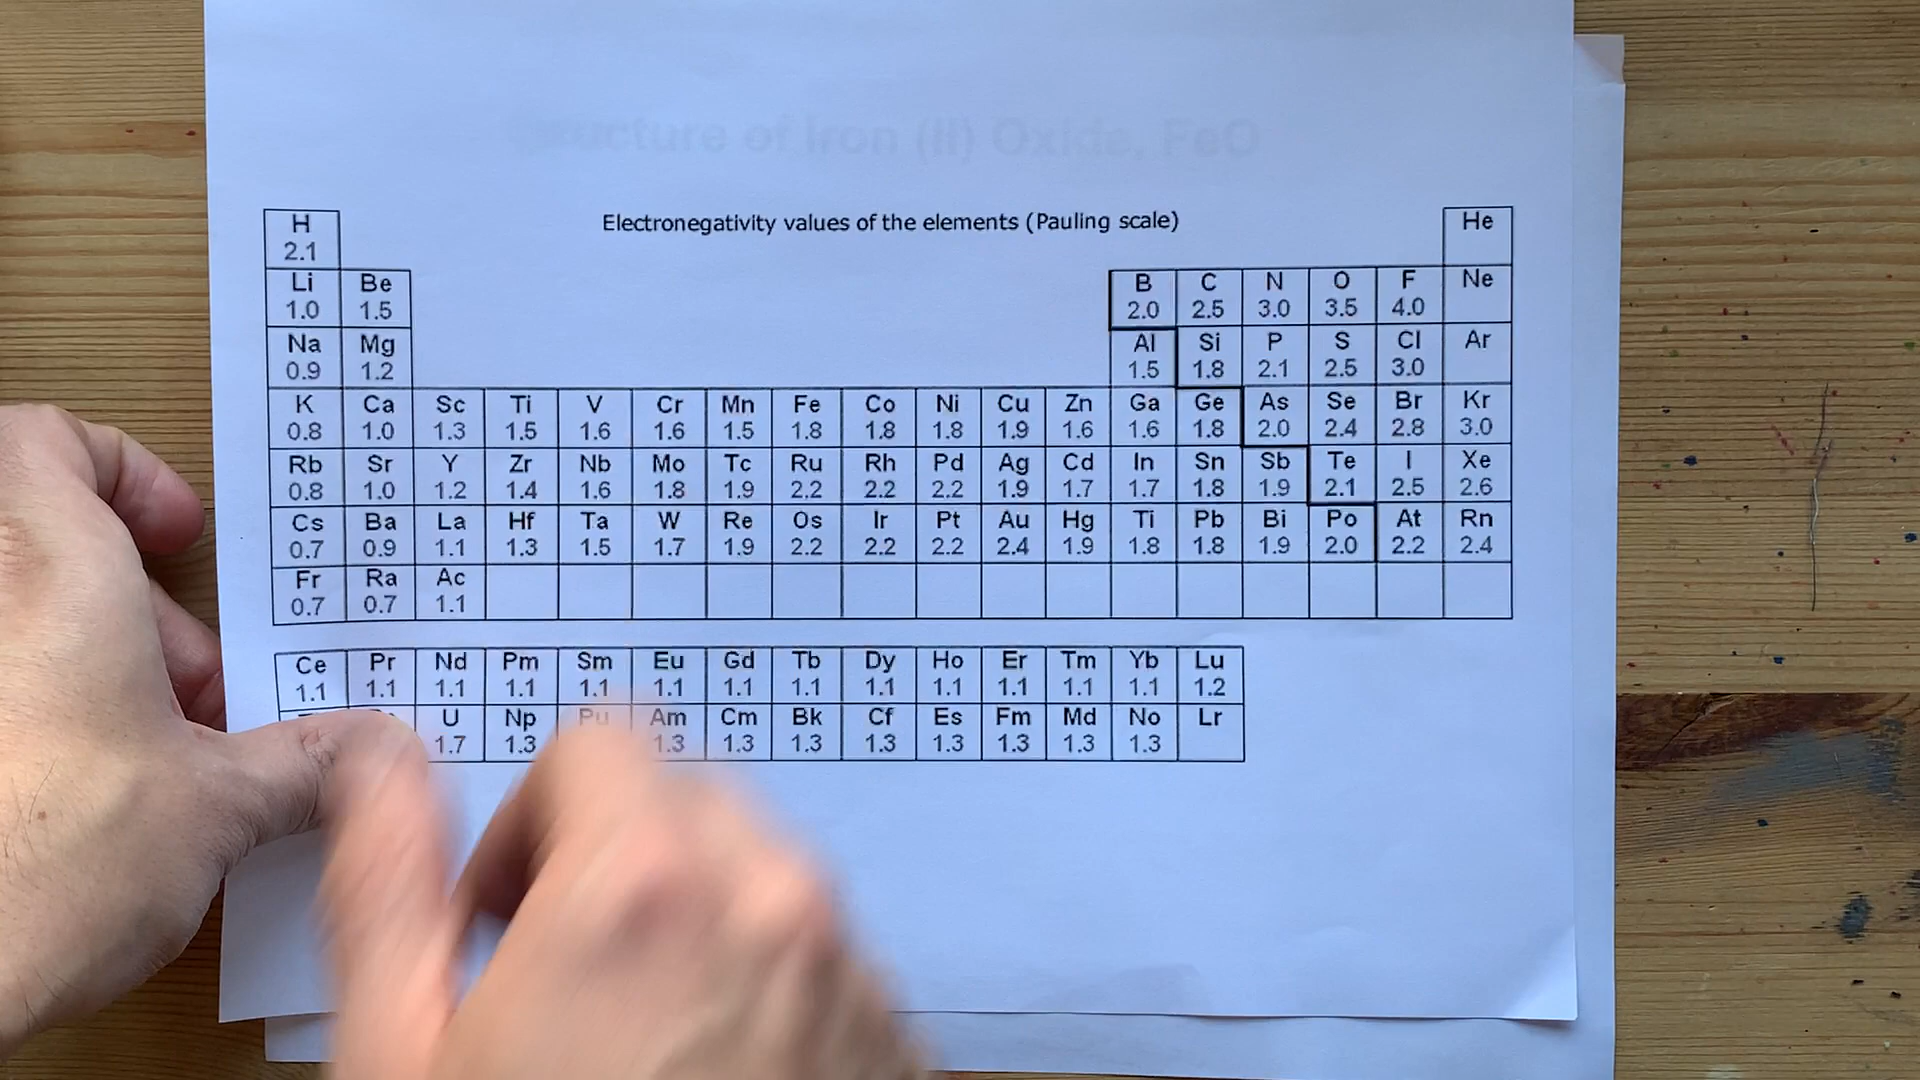 Structure of Iron (II) Oxide, FeO
Electronegativity values of the elements (Pauling scale)
H He
2.1
Li Be B C N O F Ne
1.0 1.5 2.0 2.5 3.0 3.5 4.0
Na Mg Al Si P S Cl Ar
0.9 1.2 1.5 1.8 2.1 2.5 3.0
K Ca Sc Ti V Cr Mn Fe Co Ni Cu Zn Ga Ge As Se Br Kr
0.8 1.0 1.3 1.5 1.6 1.6 1.5 1.8 1.8 1.8 1.9 1.6 1.6 1.8 2.0 2.4 2.8 3.0
Rb Sr Y Zr Nb Mo Tc Ru Rh Pd Ag Cd In Sn Sb Te I Xe
0.8 1.0 1.2 1.4 1.6 1.8 1.9 2.2 2.2 2.2 1.9 1.7 1.7 1.8 1.9 2.1 2.5 2.6
Cs Ba La Hf Ta W Re Os Ir Pt Au Hg Ti Pb Bi Po At Rn
0.7 0.9 1.1 1.3 1.5 1.7 1.9 2.2 2.2 2.2 2.4 1.9 1.8 1.8 1.9 2.0 2.2 2.4
Fr Ra Ac
0.7 0.7 1.1
Ce Pr Nd Pm Sm Eu Gd Tb Dy Ho Er Tm Yb Lu
1.1 1.1 1.1 1.1 1.1 1.1 1.1 1.1 1.1 1.1 1.1 1.1 1.1 1.2
U Np Pu Am Cm Bk Cf Es Fm Md No Lr
1.7 1.3 1.3 1.3 1.3 1.3 1.3 1.3 1.3 1.3